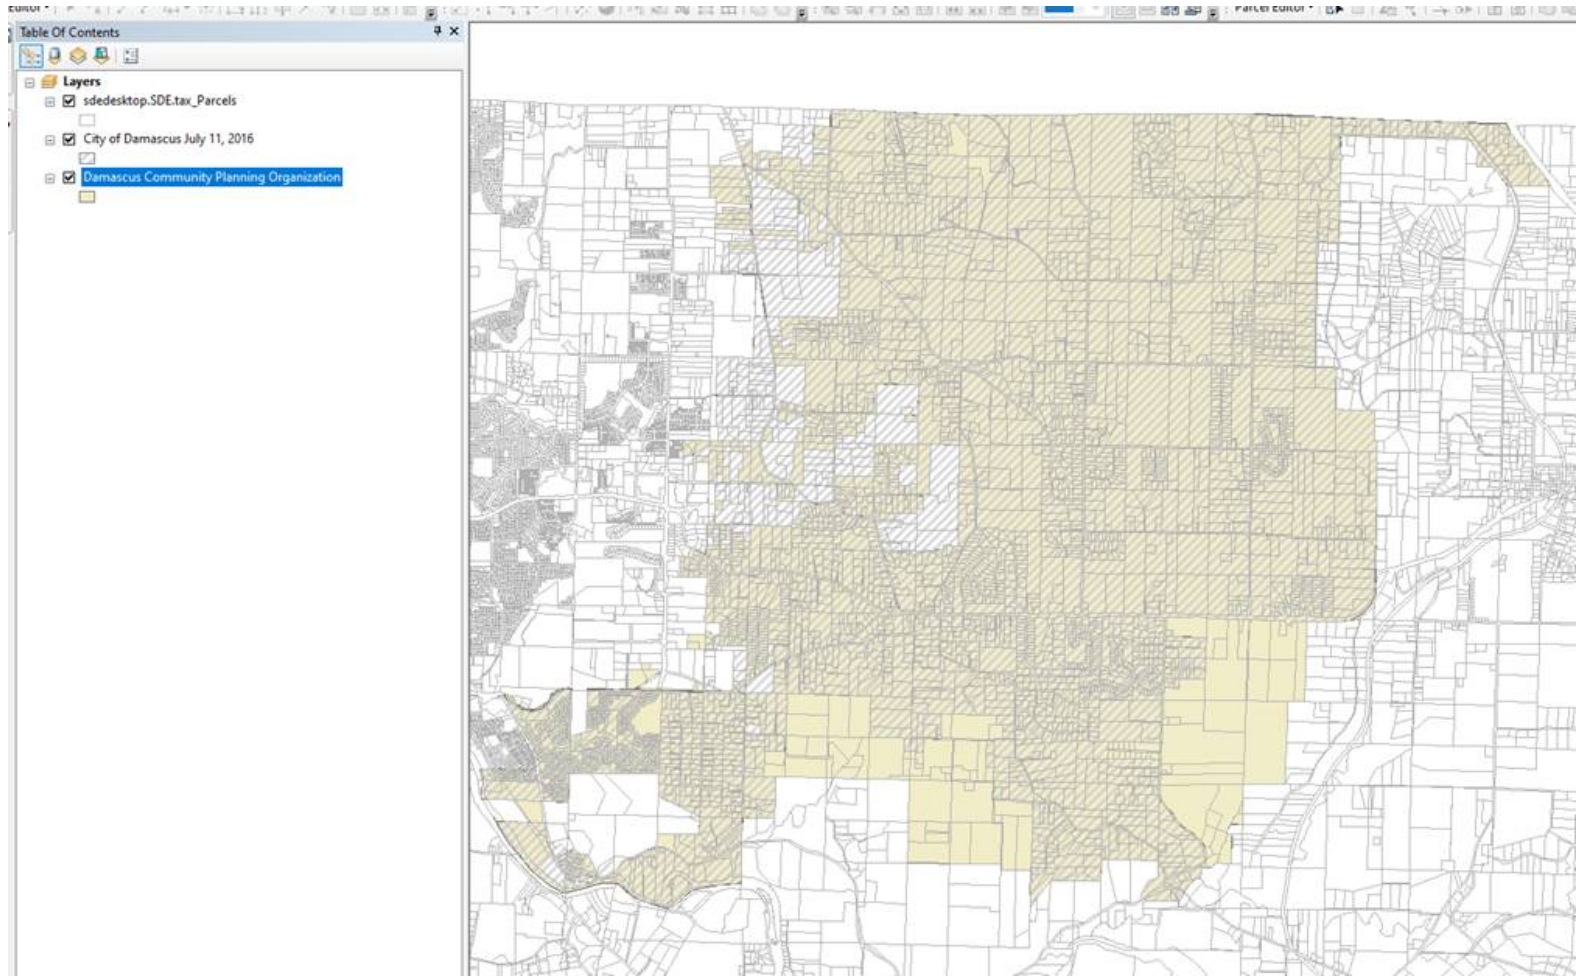 Editor
Parcel Editor
Table Of Contents
Layers
sdedesktop.SDE.tax_Parcels
City of Damascus July 11, 2016
Damascus Community Planning Organization